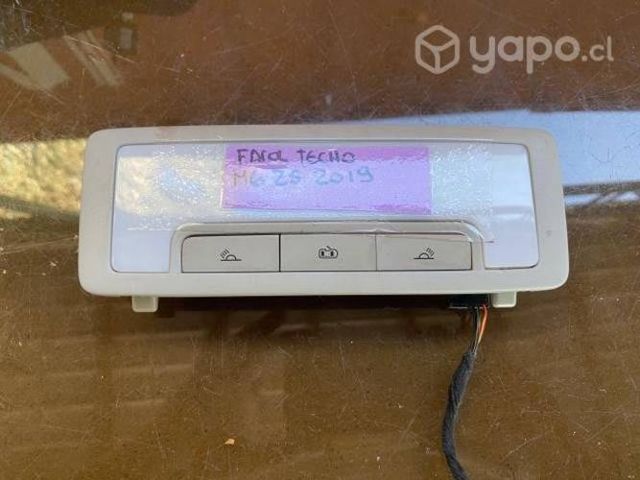 yapo.cl
FAROL TECHO
MG ZS 2019